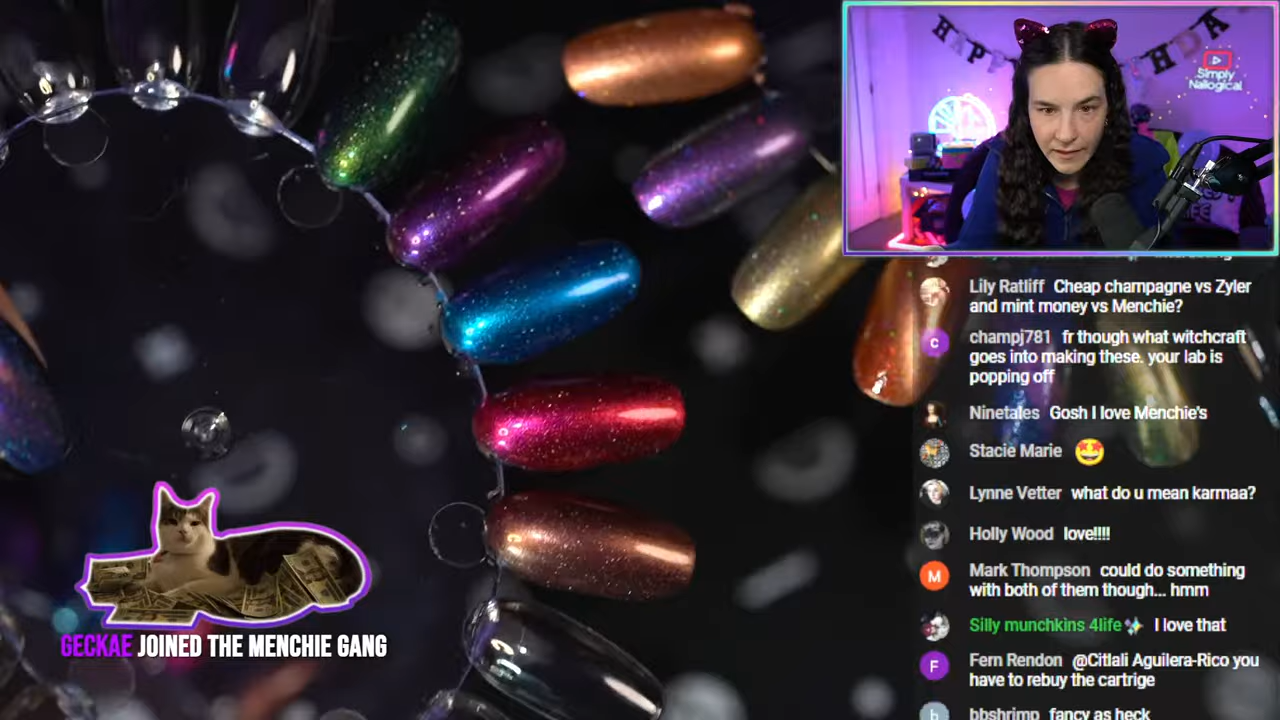 HAP
HDA
Simply
Nailogical
Lily Ratliff Cheap champagne vs Zyler
and mint money vs Menchie?
champj781 fr though what witchcraft
goes into making these. your lab is
popping off
Ninetales Gosh I love Menchie's
Stacie Marie
Lynne Vetter what do u mean karmaa?
Holly Wood love!!!!
Mark Thompson could do something
with both of them though... hmm
Silly munchkins 4life I love that
Fern Rendon @Citlali Aguilera-Rico you
have to rebuy the cartrige
bbshrimp fancy as heck
GECKAE JOINED THE MENCHIE GANG